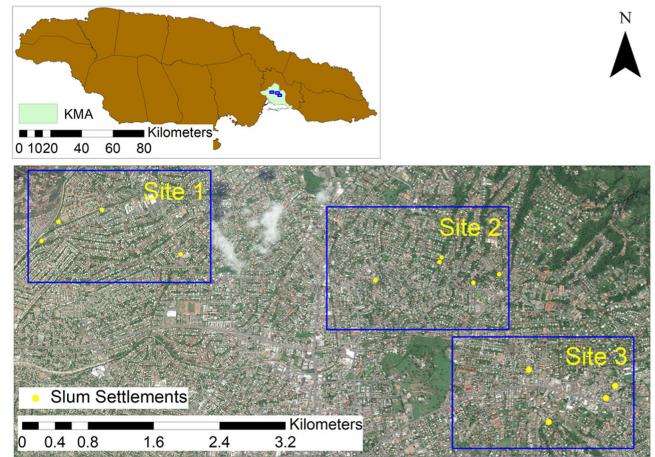 N
KMA
Kilometers
0 1020 40 60 80
Site 1
Site 2
Site 3
Slum Settlements
Kilometers
0 0.4 0.8 1.6 2.4 3.2